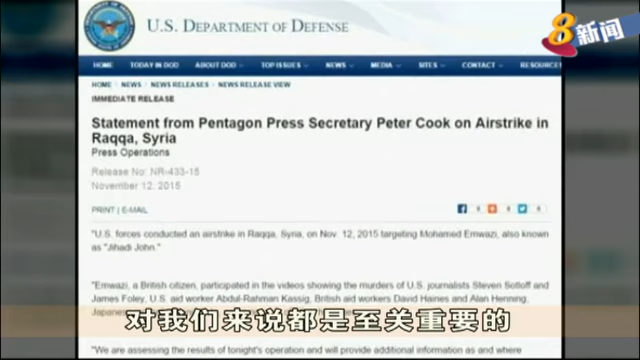 8新闻
U.S. DEPARTMENT OF DEFENSE
HOME TODAY IN DOD ABOUT DOD TOP ISSUES NEWS MEDIA SITES CONTACT RESOURCES
HOME > NEWS > NEWS RELEASES > NEWS RELEASE VIEW
IMMEDIATE RELEASE
Statement from Pentagon Press Secretary Peter Cook on Airstrike in
Raqqa, Syria
Press Operations
Release No: NR-433-15
November 12, 2015
PRINT | E-MAIL
0 0 0 0
"U.S. forces conducted an airstrike in Raqqa, Syria, on Nov. 12, 2015 targeting Mohamed Emwazi, also known
as "Jihadi John."
"Emwazi, a British citizen, participated in the videos showing the murders of U.S. journalists Steven Sotloff and
James Foley, U.S. aid worker Abdul-Rahman Kassig, British aid workers David Haines and Alan Henning,
对我们来说都是至关重要的
"We are assessing the results of tonight's operation and will provide additional information as and where